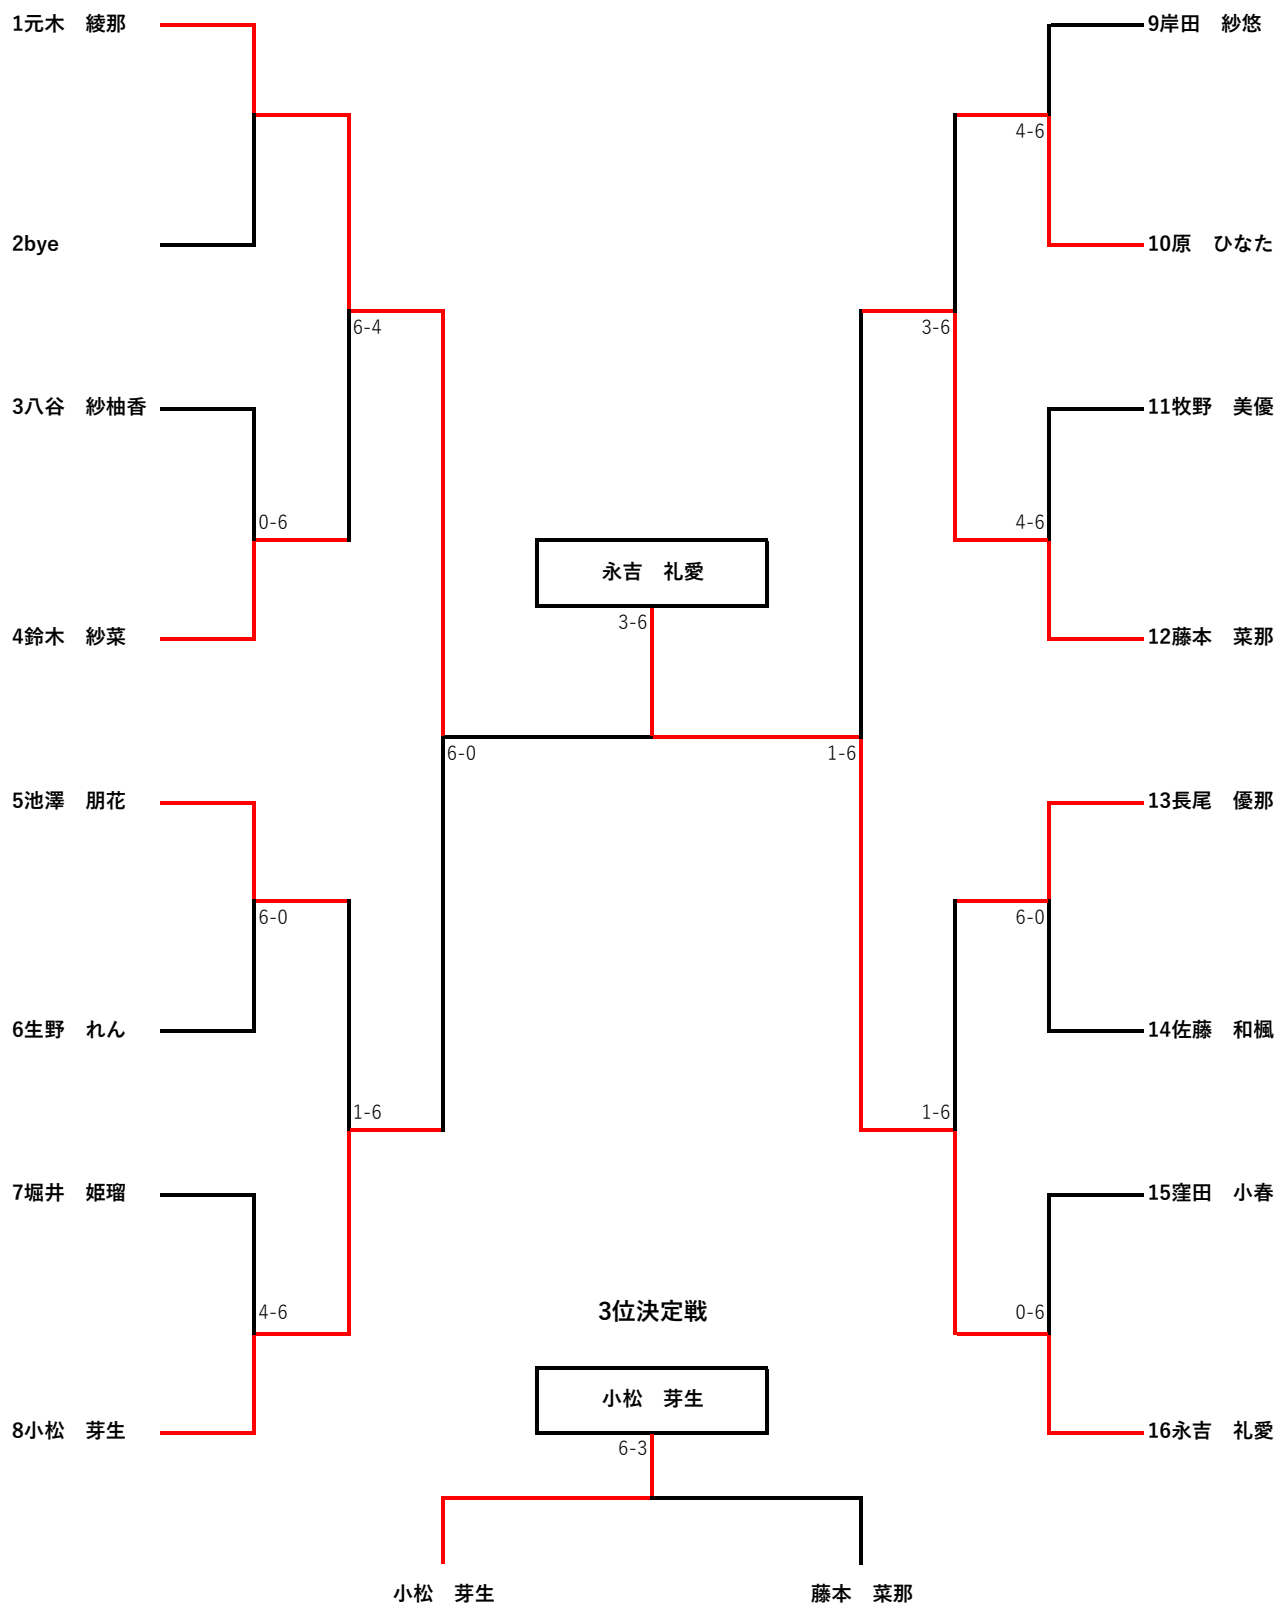 1元木　綾那
9岸田　紗悠
4-6
2bye
10原　ひなた
6-4
3-6
3八谷　紗柚香
11牧野　美優
0-6
4-6
永吉　礼愛
3-6
4鈴木　紗菜
12藤本　菜那
6-0
1-6
5池澤　朋花
13長尾　優那
6-0
6-0
6生野　れん
14佐藤　和楓
1-6
1-6
7堀井　姫瑠
15窪田　小春
4-6
3位決定戦
0-6
小松　芽生
8小松　芽生
16永吉　礼愛
6-3
小松　芽生
藤本　菜那